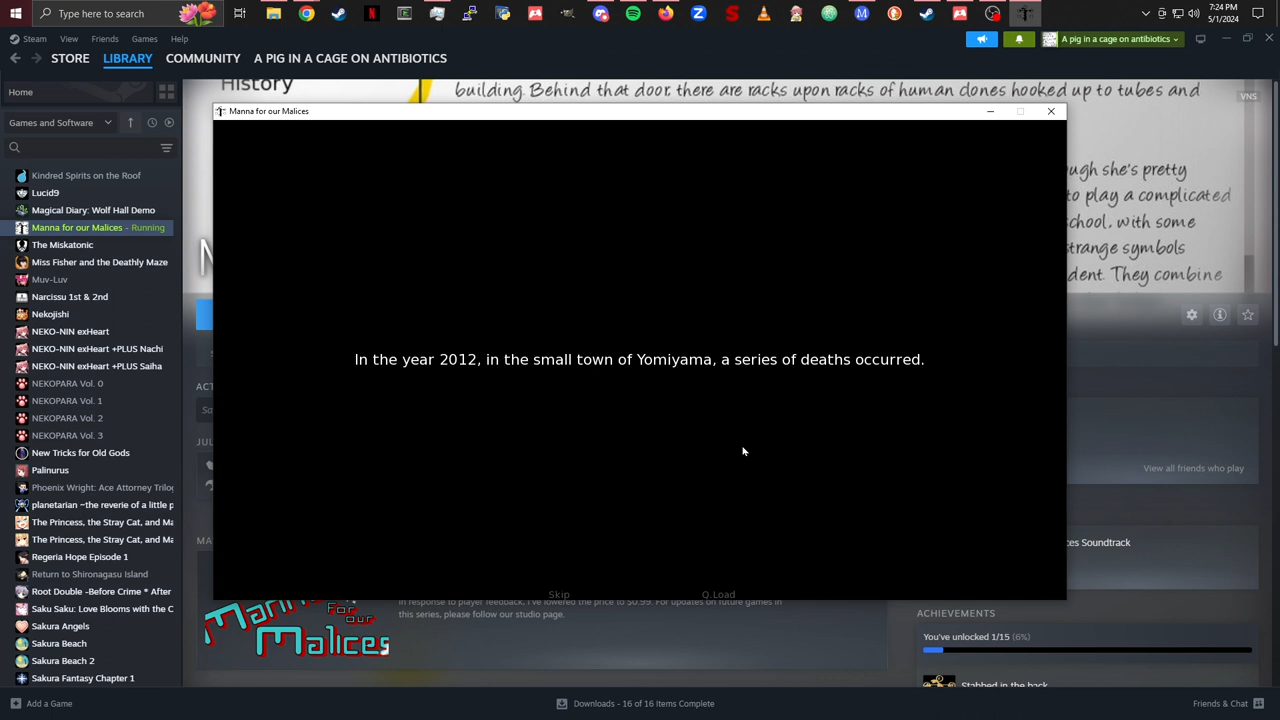 Type here to search
7:24 PM
5/1/2024
Steam View Friends Games Help
A pig in a cage on antibiotics
STORE LIBRARY COMMUNITY A PIG IN A CAGE ON ANTIBIOTICS
Home
Games and Software
Kindred Spirits on the Roof
Lucid9
Magical Diary: Wolf Hall Demo
Manna for our Malices - Running
The Miskatonic
Miss Fisher and the Deathly Maze
Muv-Luv
Narcissu 1st & 2nd
Nekojishi
NEKO-NIN exHeart
NEKO-NIN exHeart +PLUS Nachi
NEKO-NIN exHeart +PLUS Saiha
NEKOPARA Vol. 0
NEKOPARA Vol. 1
NEKOPARA Vol. 2
NEKOPARA Vol. 3
New Tricks for Old Gods
Palinurus
Phoenix Wright: Ace Attorney Trilog
planetarian ~the reverie of a little p
The Princess, the Stray Cat, and Ma
The Princess, the Stray Cat, and Ma
Regeria Hope Episode 1
Return to Shironagasu Island
Root Double -Before Crime * After
Saku Saku: Love Blooms with the C
Sakura Angels
Sakura Beach
Sakura Beach 2
Sakura Fantasy Chapter 1
History
building. Behind that door, there are racks upon racks of human clones hooked up to tubes and
VNS
ugh she's pretty
to play a complicated
school, with some
strange symbols
dent. They combine
Manna for our Malices
In the year 2012, in the small town of Yomiyama, a series of deaths occurred.
Skip Q.Load
AC
JUL
MA
View all friends who play
ces Soundtrack
Manna
For our
Malices
In response to player feedback, I've lowered the price to $0.99. For updates on future games in
this series, please follow our studio page.
ACHIEVEMENTS
You've unlocked 1/15 (6%)
Stabbed in the back
Add a Game
Downloads - 16 of 16 Items Complete
Friends & Chat